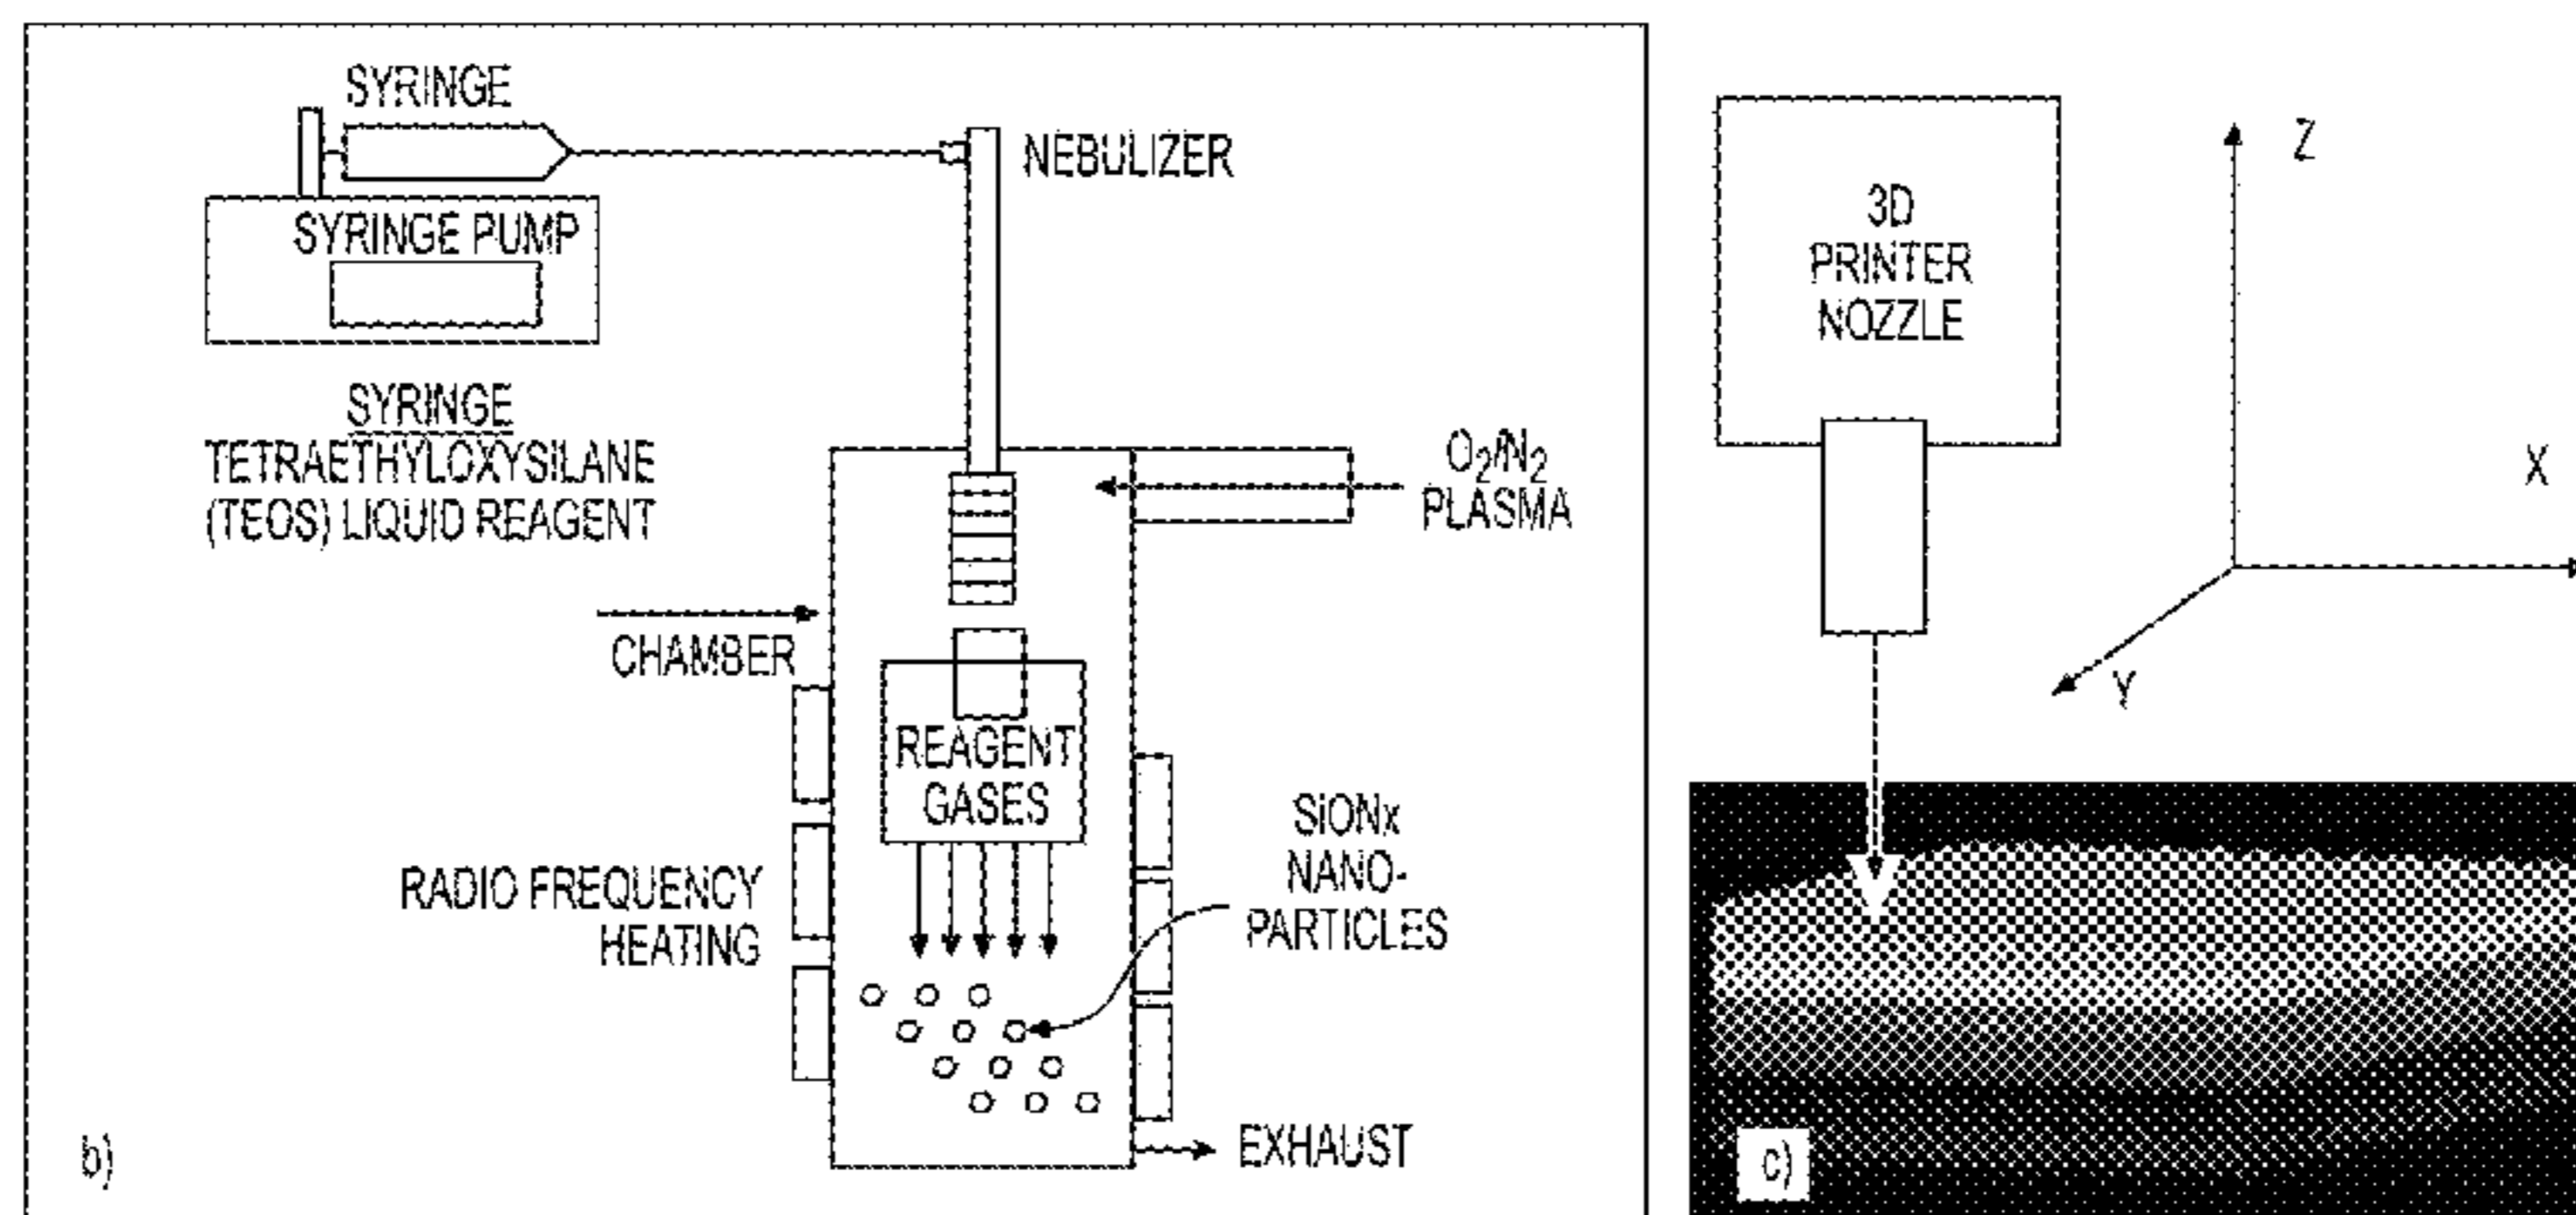 SYRINGE
NEBULIZER
SYRINGE PUMP
SYRINGE
TETRAETHYLOXYSILANE
(TEOS) LIQUID REAGENT
O2/N2
PLASMA
CHAMBER
REAGENT
GASES
RADIO FREQUENCY
HEATING
SiONx
NANO-
PARTICLES
EXHAUST
b)
3D
PRINTER
NOZZLE
Z
X
Y
c)